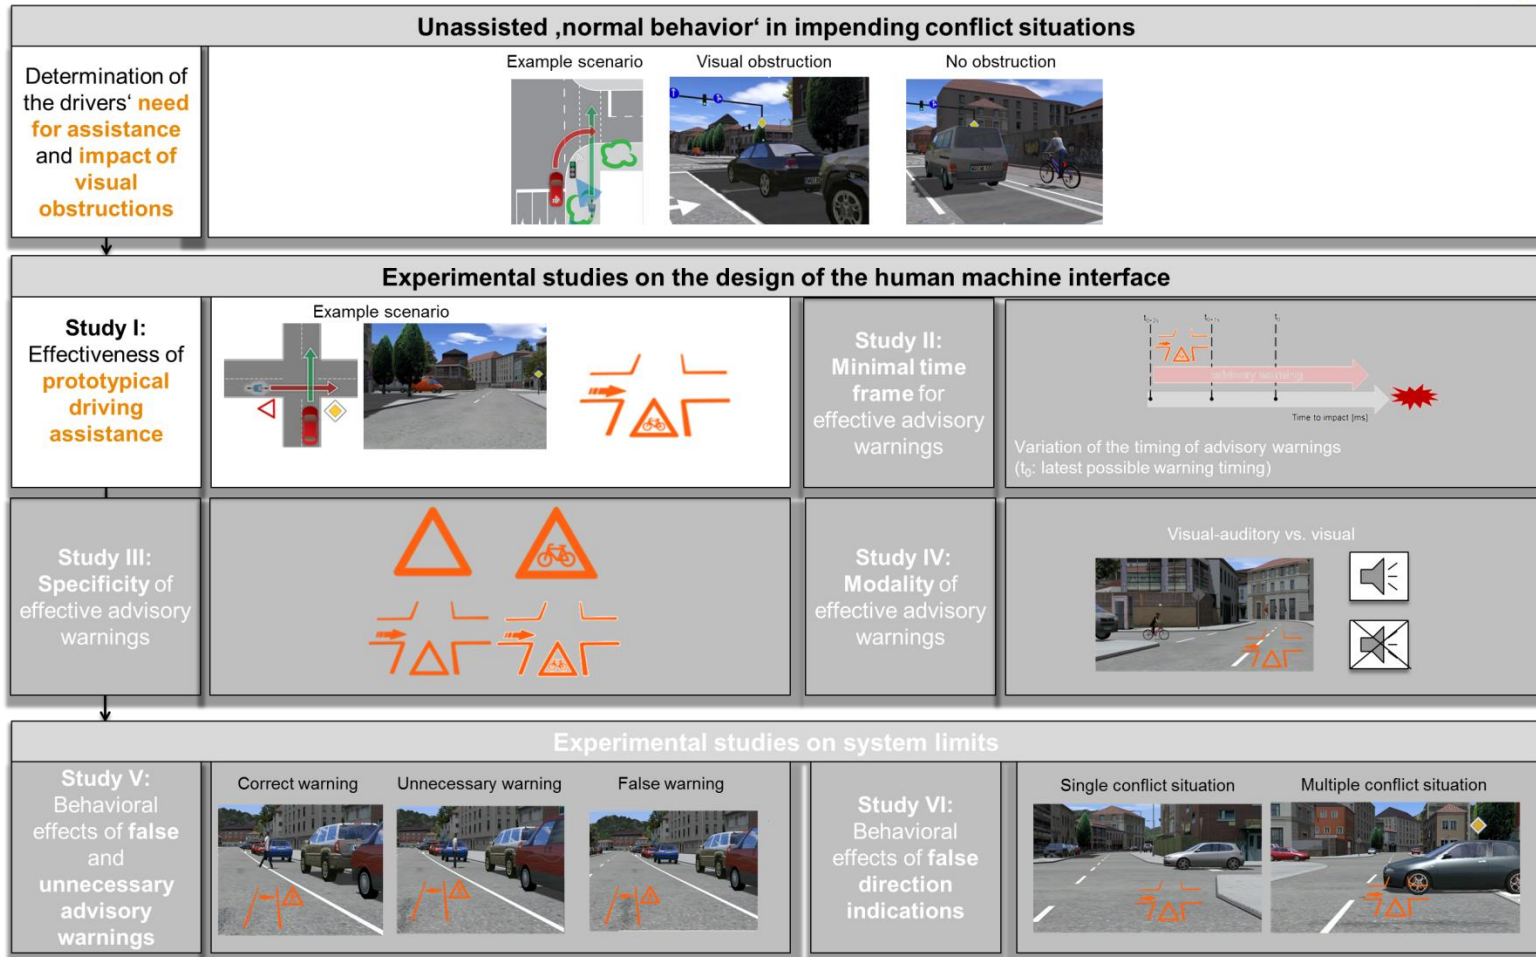 Unassisted ‚normal behavior‘ in impending conflict situations
Determination of
the drivers‘ need
for assistance
and impact of
visual
obstructions
Example scenario
Visual obstruction
No obstruction
Experimental studies on the design of the human machine interface
Study I:
Effectiveness of
prototypical
driving
assistance
Example scenario
Study II:
Minimal time
frame for
effective advisory
warnings
advisory warning
Time to impact [ms]
Variation of the timing of advisory warnings
(t₀: latest possible warning timing)
Study III:
Specificity of
effective advisory
warnings
Study IV:
Modality of
effective advisory
warnings
Visual-auditory vs. visual
Experimental studies on system limits
Study V:
Behavioral
effects of false
and
unnecessary
advisory
warnings
Correct warning
Unnecessary warning
False warning
Study VI:
Behavioral
effects of false
direction
indications
Single conflict situation
Multiple conflict situation